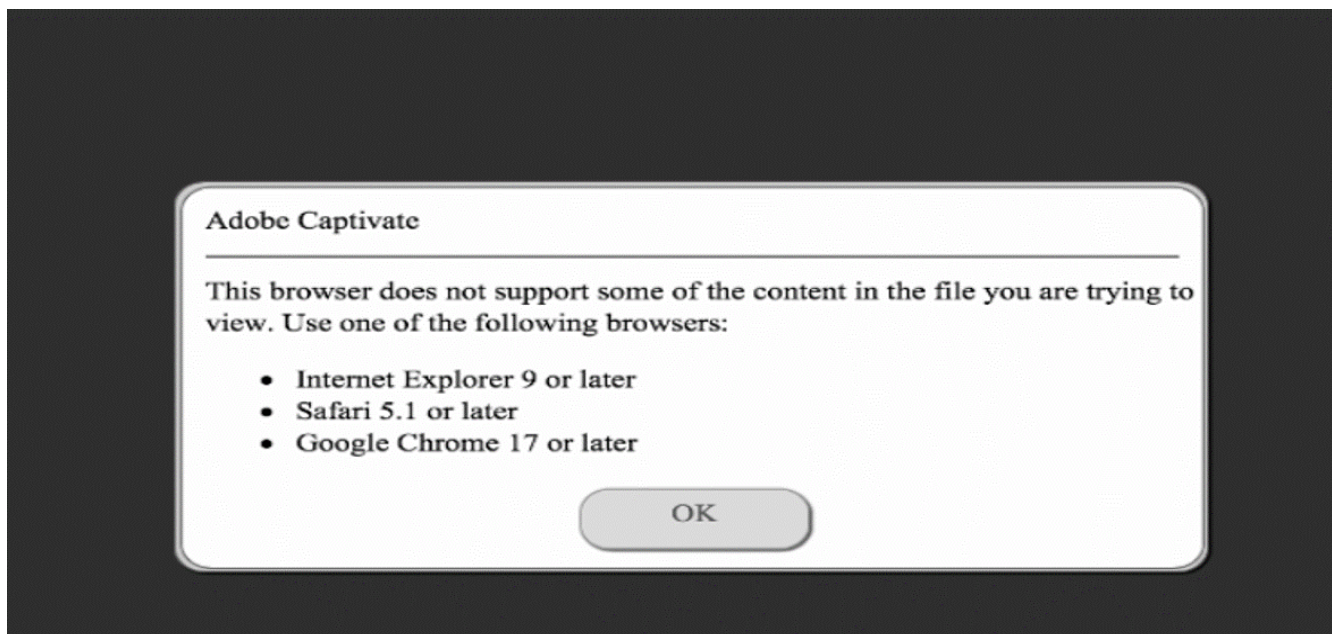 Adobe Captivate
This browser does not support some of the content in the file you are trying to
view. Use one of the following browsers:
• Internet Explorer 9 or later
• Safari 5.1 or later
• Google Chrome 17 or later
OK